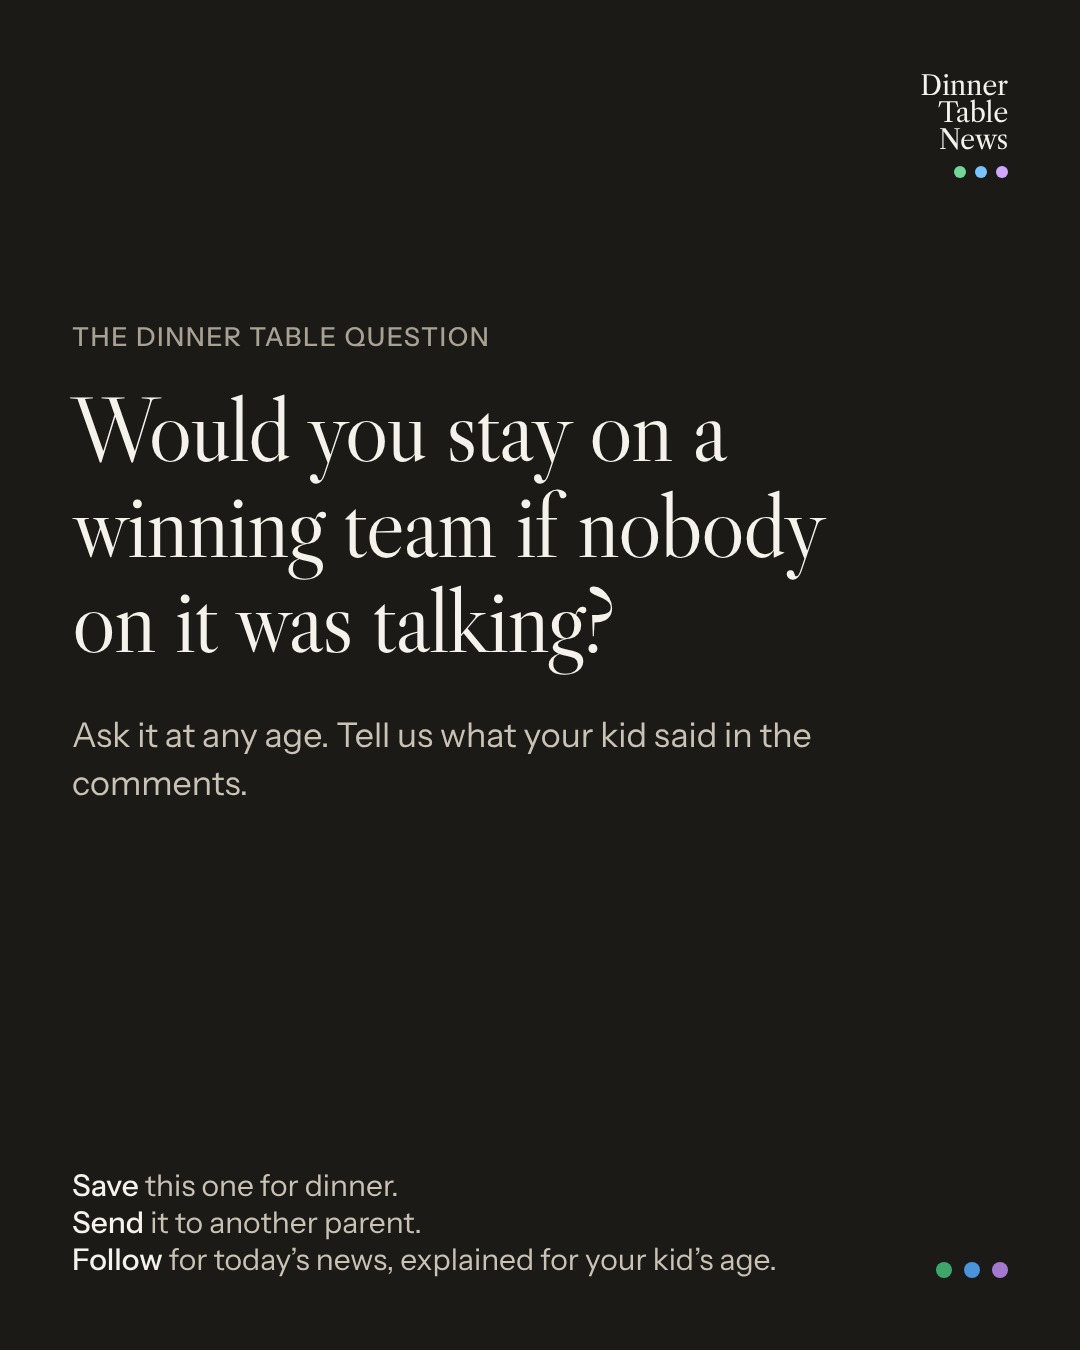 Dinner
Table
News
THE DINNER TABLE QUESTION
Would you stay on a
winning team if nobody
on it was talking?
Ask it at any age. Tell us what your kid said in the
comments.
Save this one for dinner.
Send it to another parent.
Follow for today’s news, explained for your kid’s age.